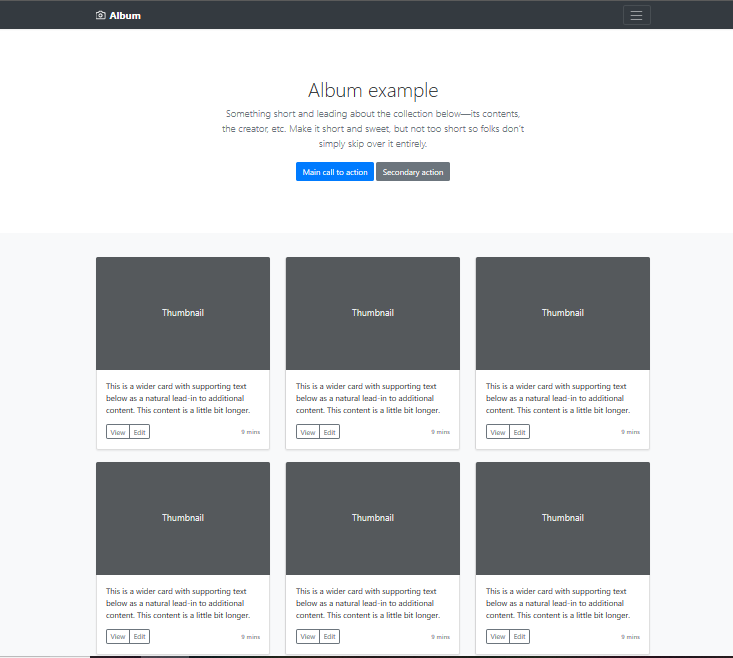 Album
Album example
Something short and leading about the collection below—its contents,
the creator, etc. Make it short and sweet, but not too short so folks don't
simply skip over it entirely.
Main call to action Secondary action
Thumbnail Thumbnail Thumbnail
This is a wider card with supporting text
below as a natural lead-in to additional
content. This content is a little bit longer.
View Edit 9 mins
This is a wider card with supporting text
below as a natural lead-in to additional
content. This content is a little bit longer.
View Edit 9 mins
This is a wider card with supporting text
below as a natural lead-in to additional
content. This content is a little bit longer.
View Edit 9 mins
Thumbnail Thumbnail Thumbnail
This is a wider card with supporting text
below as a natural lead-in to additional
content. This content is a little bit longer.
View Edit 9 mins
This is a wider card with supporting text
below as a natural lead-in to additional
content. This content is a little bit longer.
View Edit 9 mins
This is a wider card with supporting text
below as a natural lead-in to additional
content. This content is a little bit longer.
View Edit 9 mins